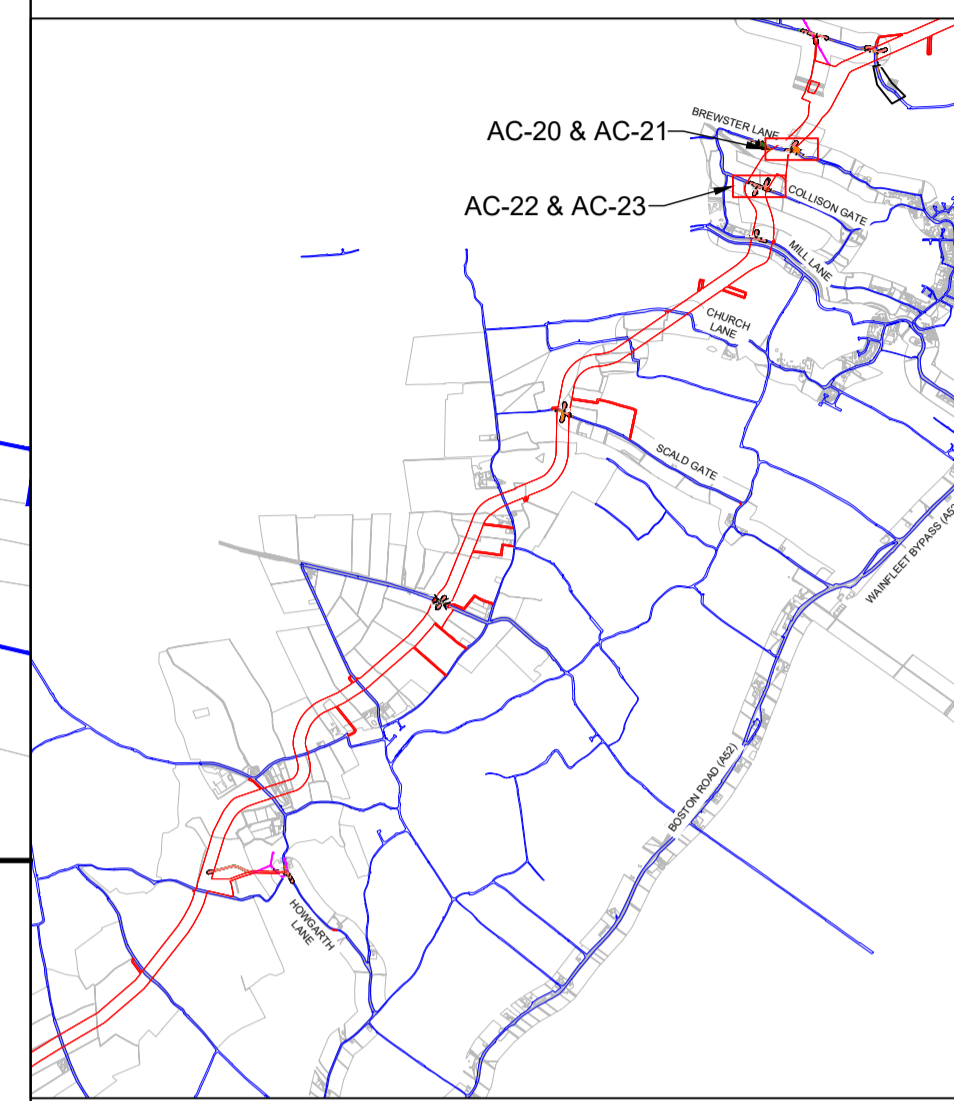 BREWSTER LANE
AC-20 & AC-21
COLLISON GATE
AC-22 & AC-23
MILL LANE
CHURCH
LANE
SCALD GATE
WAINFLEET BYPASS (A52
BOSTON ROAD (A52)
HOWGARTH
LANE